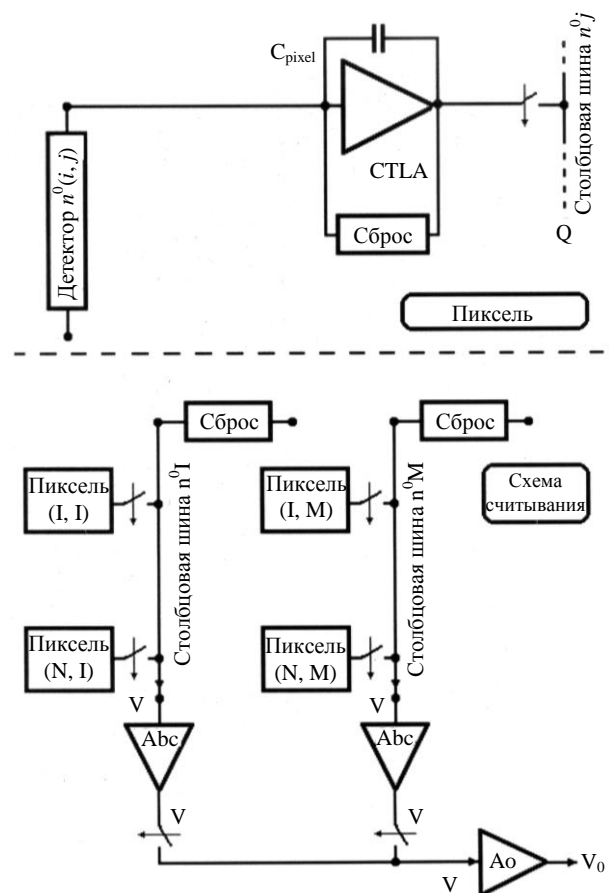 C_pixel
CTLA
Сброс
Детектор n⁰(i, j)
Столбцовая шина n⁰j
Q
Пиксель
Сброс
Сброс
Пиксель
(I, I)
Пиксель
(I, M)
Схема
считывания
Столбцовая шина n⁰I
Столбцовая шина n⁰M
Пиксель
(N, I)
Пиксель
(N, M)
V
V
Abc
Abc
V
V
Ao
V₀
V